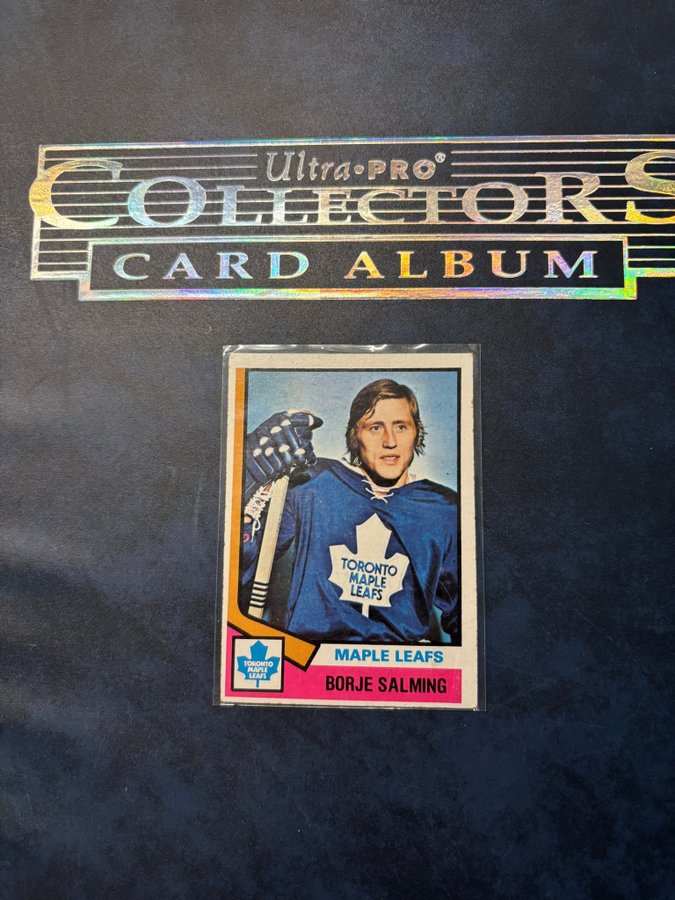 Ultra•PRO®
COLLECTORS
CARD ALBUM
TORONTO
MAPLE
LEAFS
MAPLE LEAFS
TORONTO
MAPLE
LEAFS
BORJE SALMING